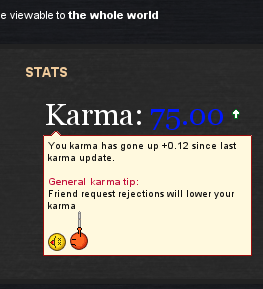 e viewable to the whole world
STATS
Karma: 75.00
You karma has gone up +0.12 since last
karma update.
General karma tip:
Friend request rejections will lower your
karma